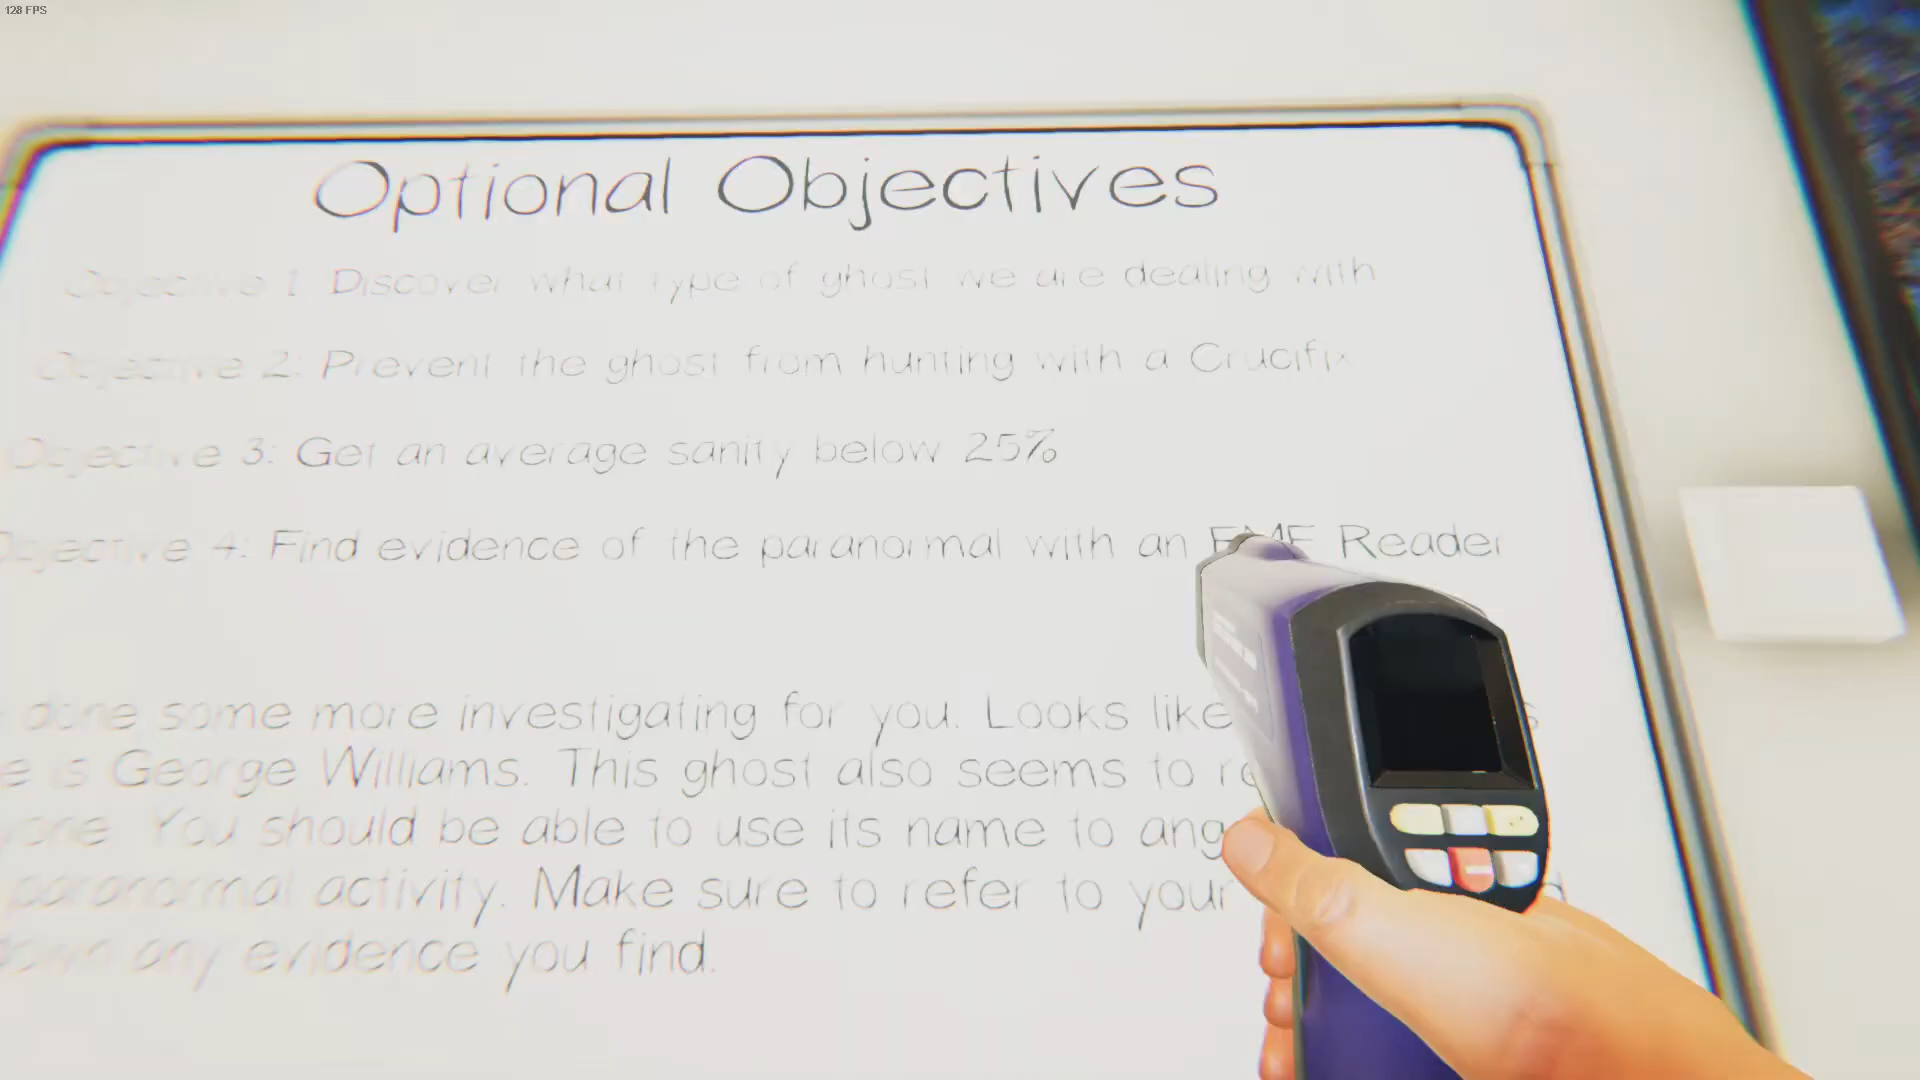 128 FPS
Optional Objectives
Objective 1: Discover what type of ghost we are dealing with
Objective 2: Prevent the ghost from hunting with a Crucifix
Objective 3: Get an average sanity below 25%
Objective 4: Find evidence of the paranormal with an EMF Reader
done some more investigating for you. Looks like
is George Williams. This ghost also seems to
You should be able to use its name to
paranormal activity. Make sure to refer to your
down any evidence you find.